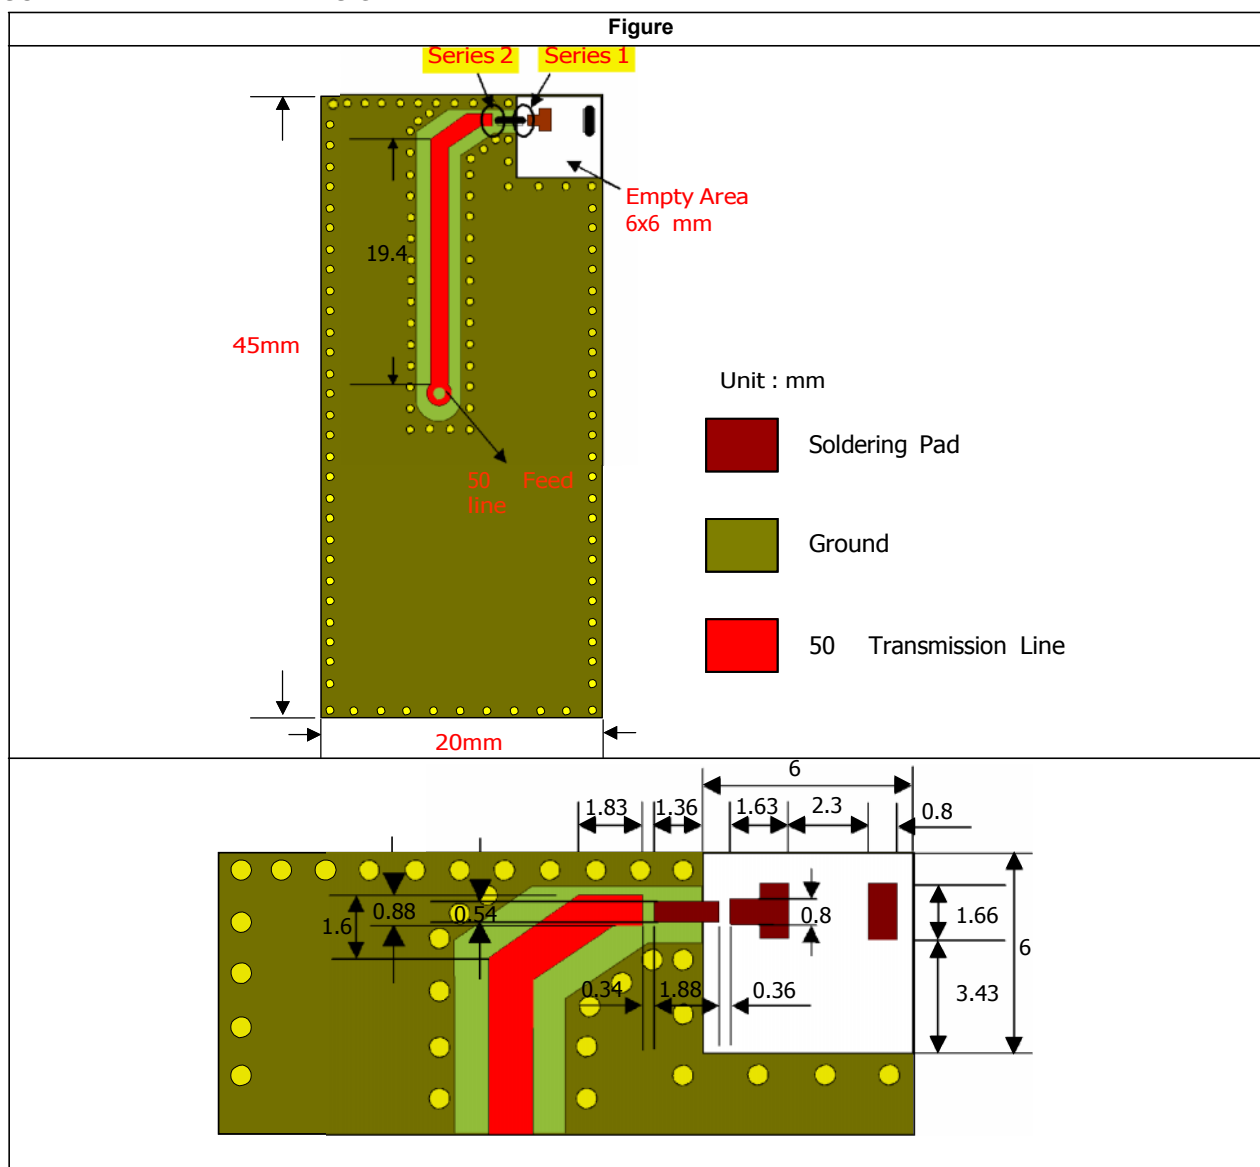 Figure
Series 2 Series 1
Empty Area
6x6 mm
19.4
45mm
Unit : mm
Soldering Pad
50 Feed
line
Ground
50 Transmission Line
20mm
6
1.83 1.36 1.63 2.3 0.8
1.6 0.88 0.54 0.8 1.66
6
0.34 1.88 0.36 3.43